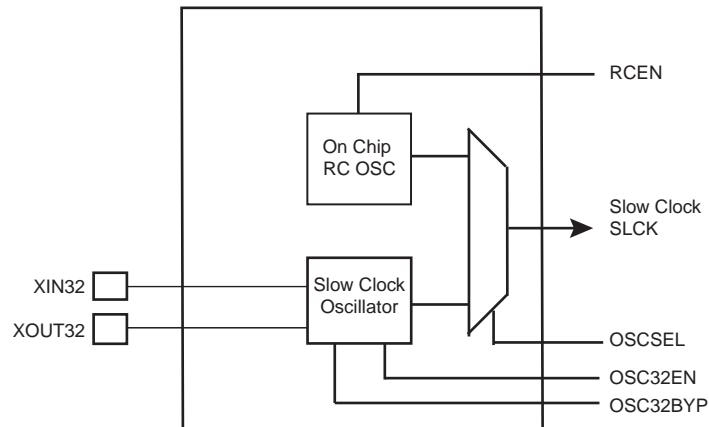 RCEN
On Chip
RC OSC
Slow Clock
SLCK
XIN32
Slow Clock
Oscillator
XOUT32
OSCSEL
OSC32EN
OSC32BYP